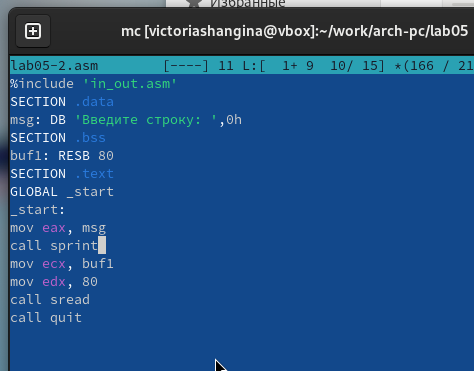 Избранные
mc [victoriashangina@vbox]:~/work/arch-pc/lab05
lab05-2.asm [----] 11 L:[ 1+ 9 10/ 15] *(166 / 21
%include 'in_out.asm'
SECTION .data
msg: DB 'Введите строку: ',0h
SECTION .bss
buf1: RESB 80
SECTION .text
GLOBAL _start
_start:
mov eax, msg
call sprint
mov ecx, buf1
mov edx, 80
call sread
call quit